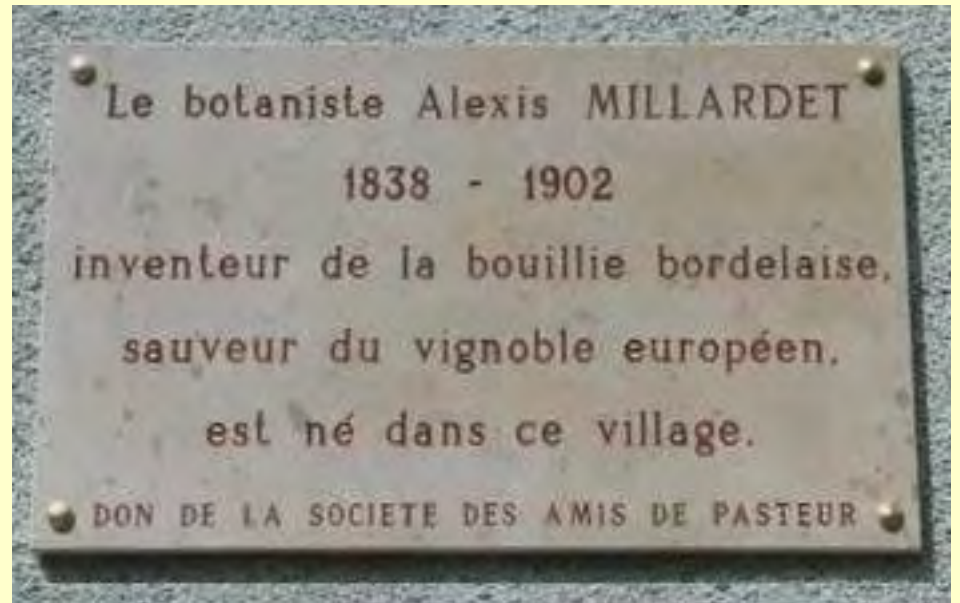 Le botaniste Alexis MILLARDET
1838 - 1902
inventeur de la bouillie bordelaise,
sauveur du vignoble européen,
est né dans ce village.
DON DE LA SOCIETE DES AMIS DE PASTEUR